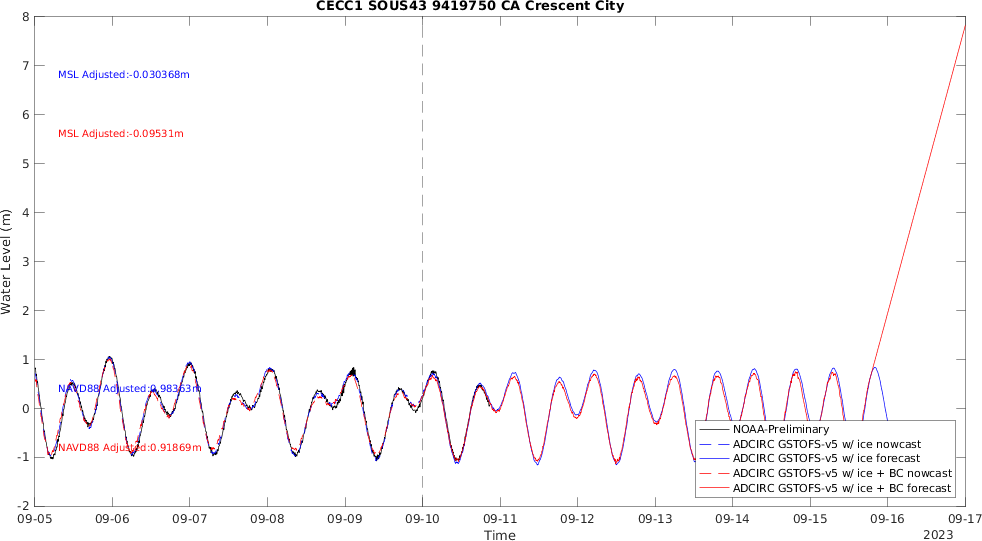 CECC1 SOUS43 9419750 CA Crescent City
8
7
6
5
4
3
2
1
0
-1
-2
Water Level (m)
MSL Adjusted:-0.030368m
MSL Adjusted:-0.09531m
NAVD88 Adjusted:0.98363m
NAVD88 Adjusted:0.91869m
NOAA-Preliminary
ADCIRC GSTOFS-v5 w/ ice nowcast
ADCIRC GSTOFS-v5 w/ ice forecast
ADCIRC GSTOFS-v5 w/ ice + BC nowcast
ADCIRC GSTOFS-v5 w/ ice + BC forecast
09-05 09-06 09-07 09-08 09-09 09-10 09-11 09-12 09-13 09-14 09-15 09-16 09-17
Time
2023